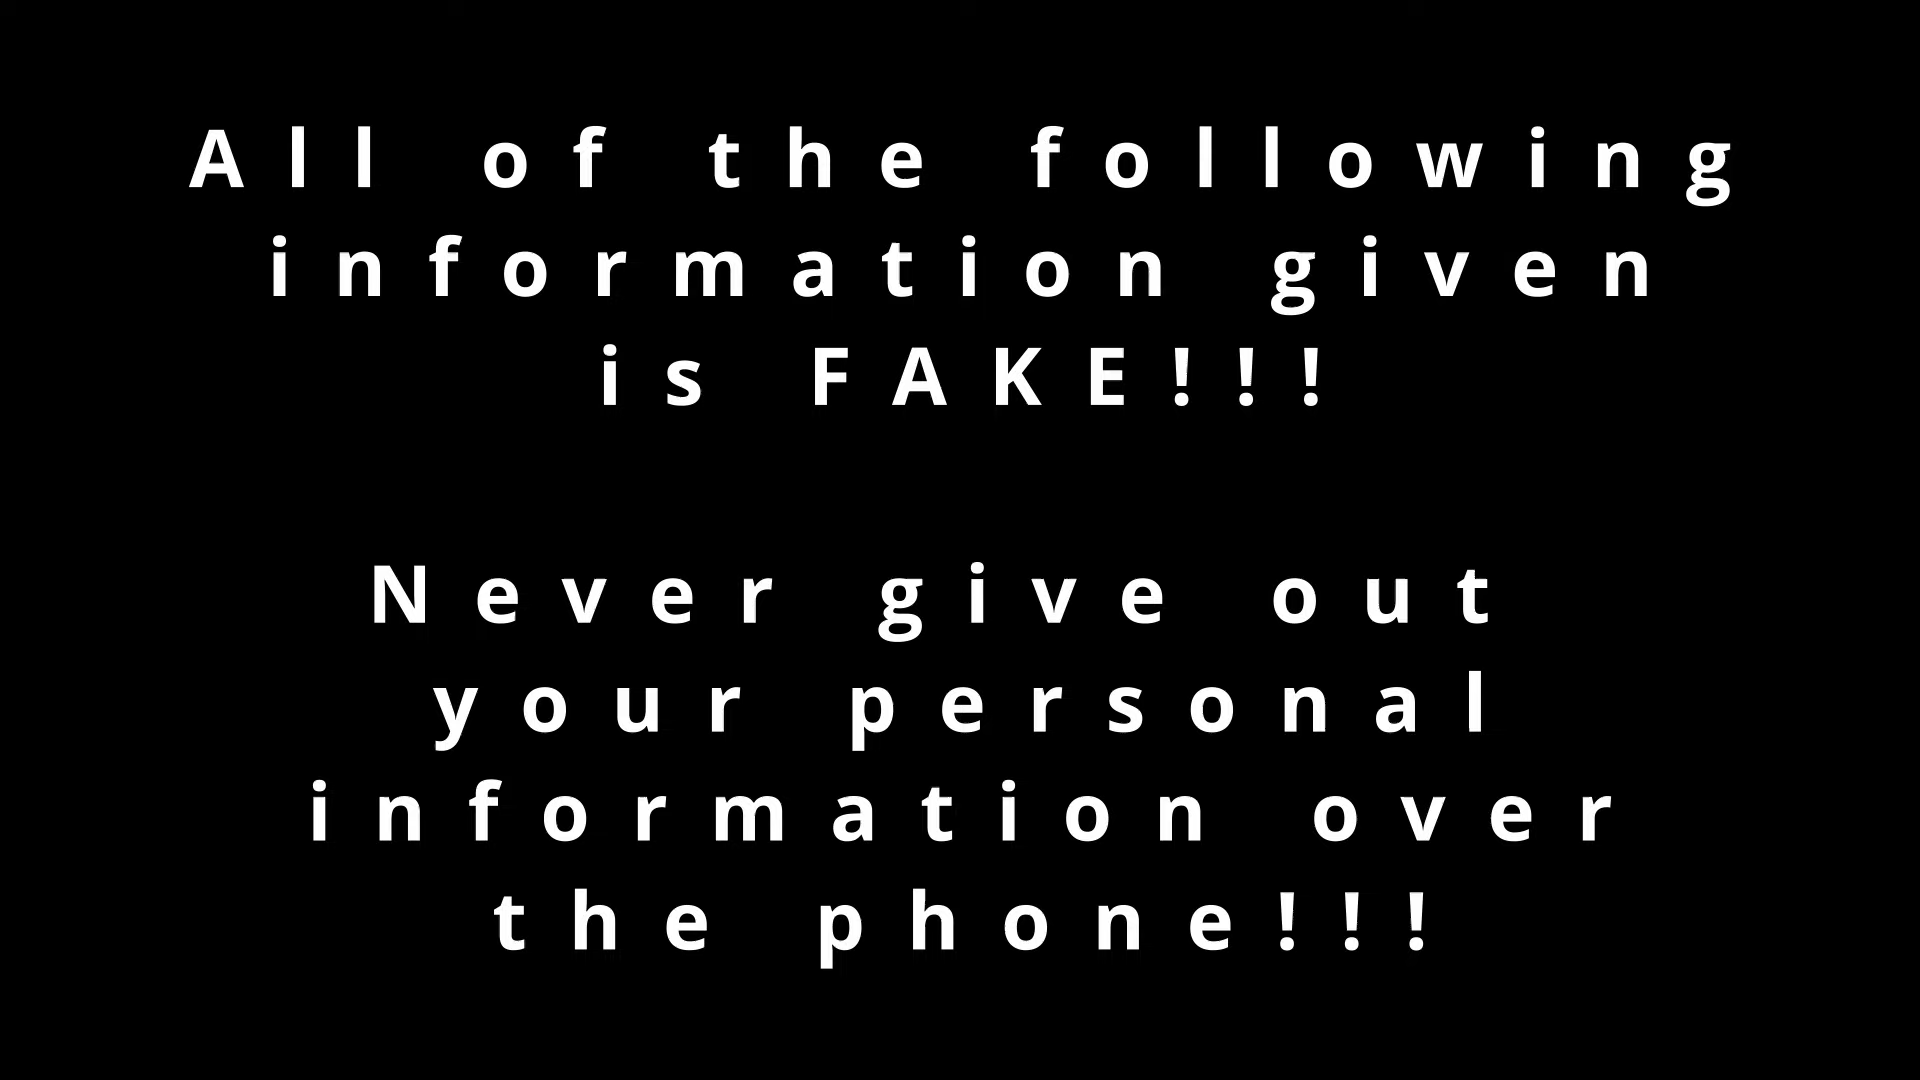 All of the following
information given
is FAKE!!!
Never give out
your personal
information over
the phone!!!